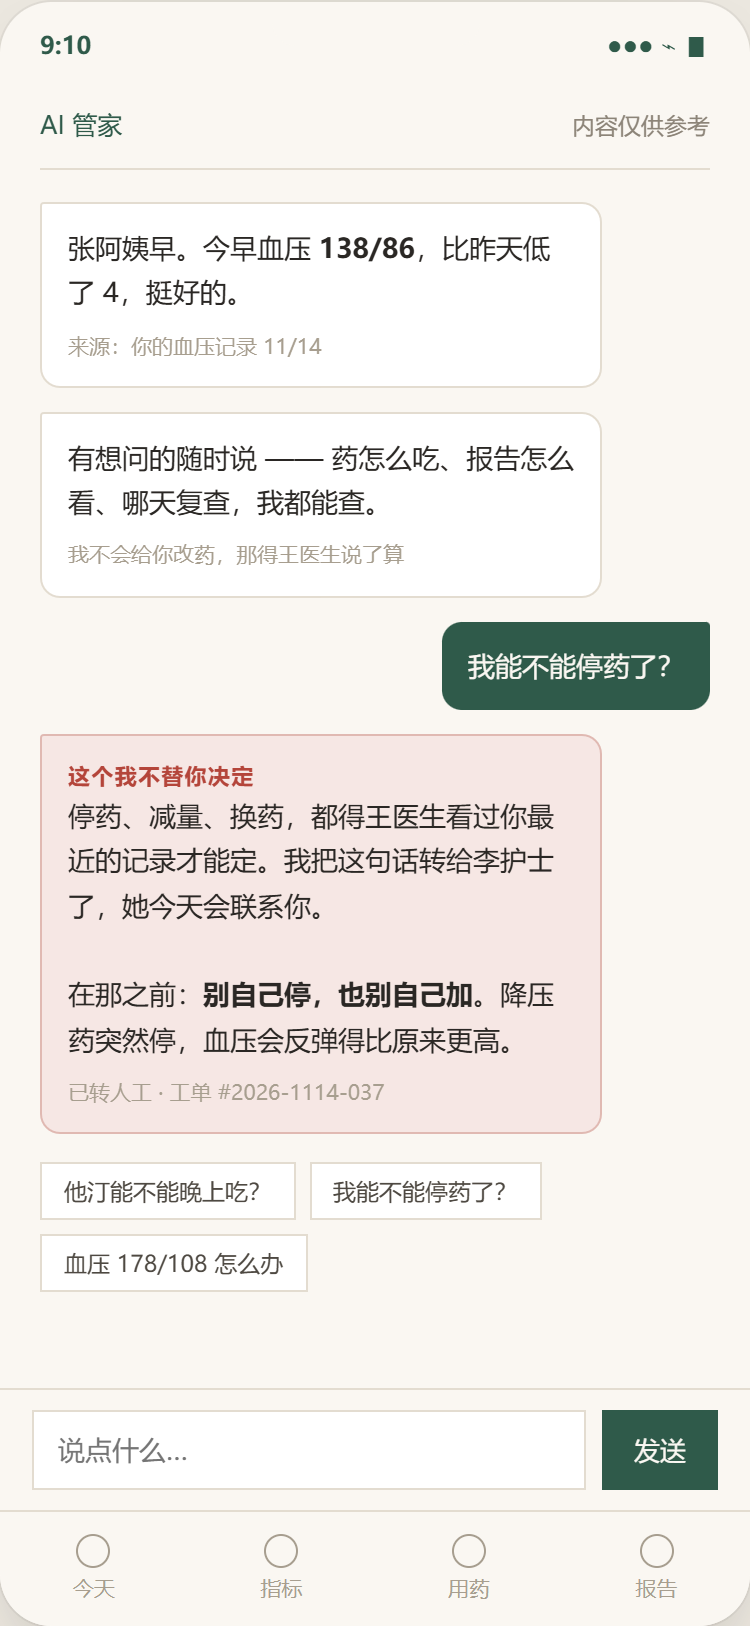 9:10
AI 管家
内容仅供参考
张阿姨早。今早血压 138/86，比昨天低
了 4，挺好的。
来源：你的血压记录 11/14
有想问的随时说 —— 药怎么吃、报告怎么
看、哪天复查，我都能查。
我不会给你改药，那得王医生说了算
我能不能停药了？
这个我不替你决定
停药、减量、换药，都得王医生看过你最
近的记录才能定。我把这句话转给李护士
了，她今天会联系你。
在那之前：别自己停，也别自己加。降压
药突然停，血压会反弹得比原来更高。
已转人工 · 工单 #2026-1114-037
他汀能不能晚上吃？
我能不能停药了？
血压 178/108 怎么办
说点什么...
发送
今天
指标
用药
报告